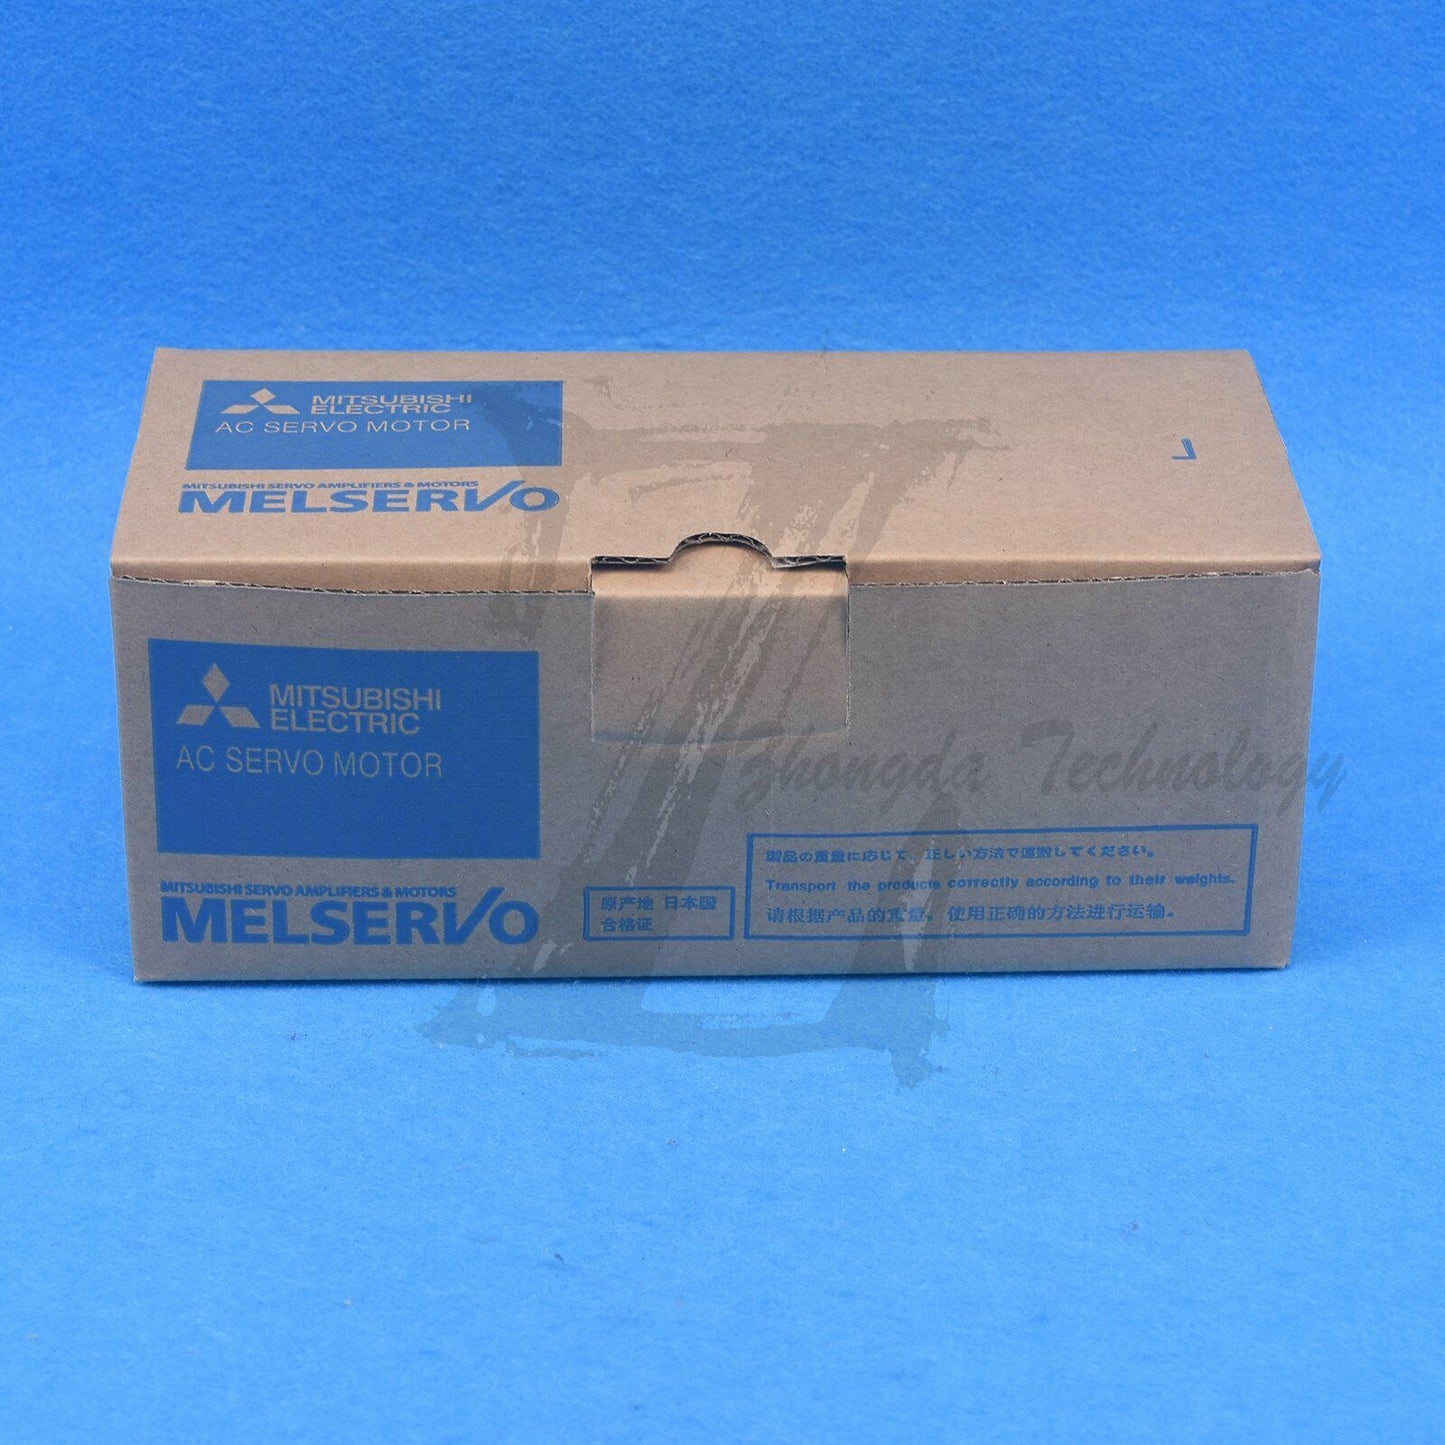 MITSUBISHI
ELECTRIC
AC SERVO MOTOR
MITSUBISHI SERVO AMPLIFIERS & MOTORS
MELSERVO
MITSUBISHI
ELECTRIC
AC SERVO MOTOR
MITSUBISHI SERVO AMPLIFIERS & MOTORS
MELSERVO
原产地 日本国
合格证
製品の重量に応じて、正しい方法で運搬してください。
Transport the products correctly according to their weights.
请根据产品的重量，使用正确的方法进行运输。
Zhongda Technology